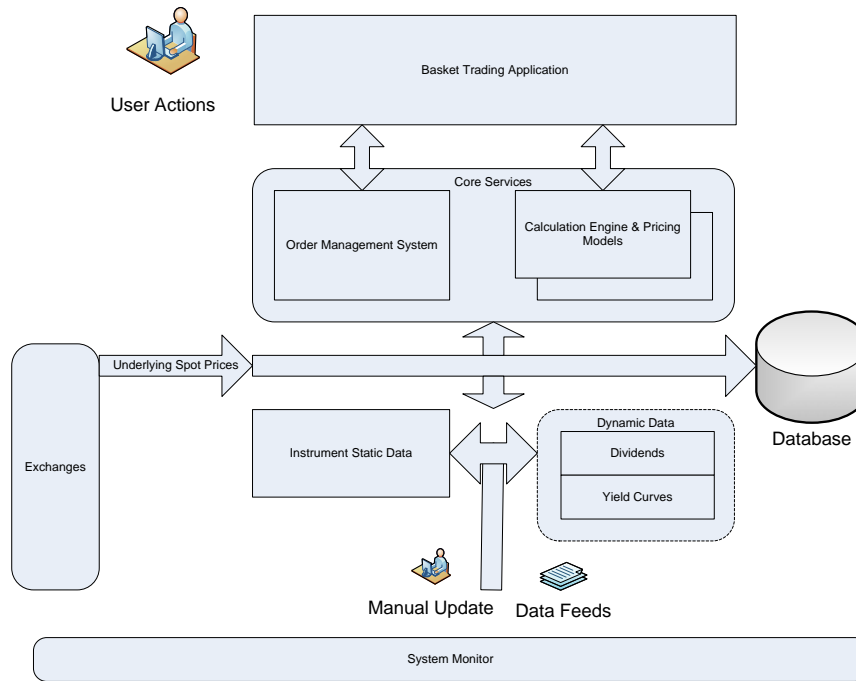 Basket Trading Application
User Actions
Core Services
Order Management System
Calculation Engine & Pricing
Models
Underlying Spot Prices
Exchanges
Database
Instrument Static Data
Dynamic Data
Dividends
Yield Curves
Manual Update
Data Feeds
System Monitor